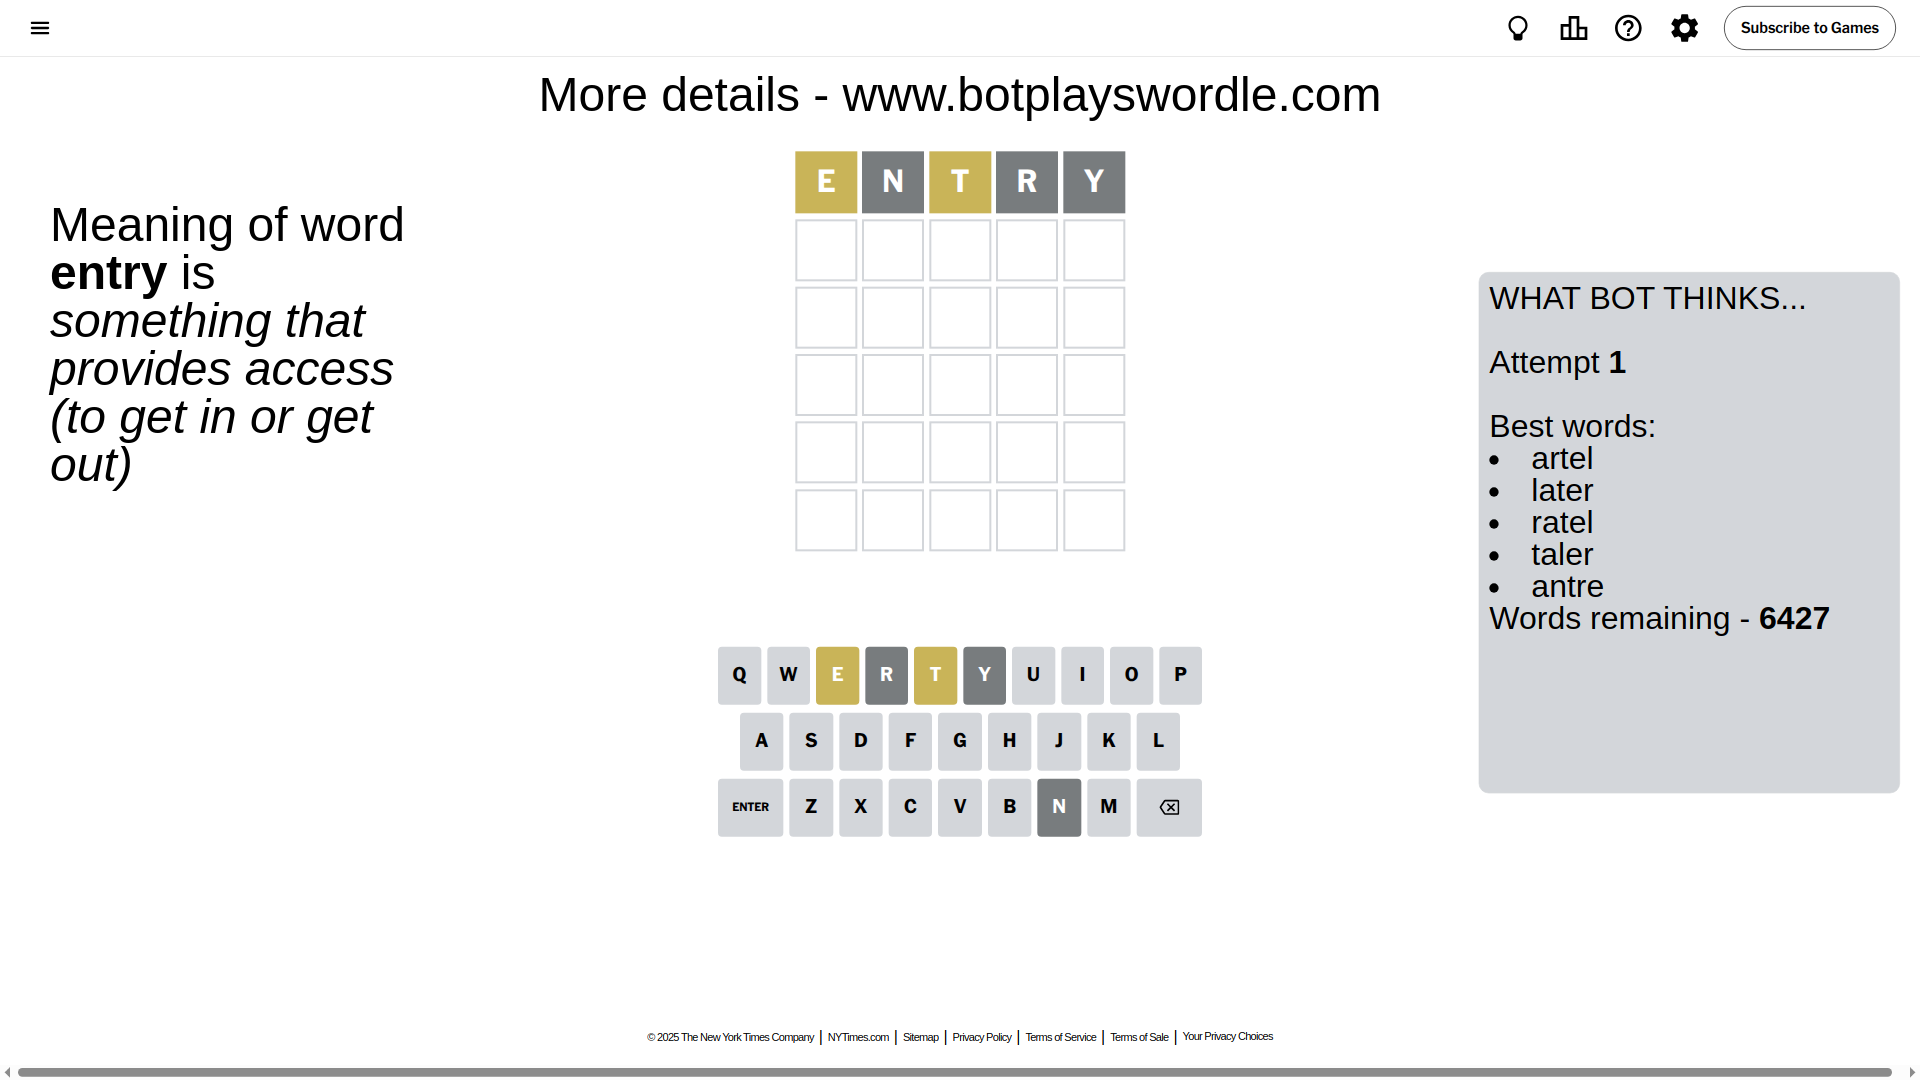 Subscribe to Games
More details - www.botplayswordle.com
Meaning of word
entry is
something that
provides access
(to get in or get
out)
E N T R Y
WHAT BOT THINKS...
Attempt 1
Best words:
• artel
• later
• ratel
• taler
• antre
Words remaining - 6427
Q W E R T Y U I O P
A S D F G H J K L
ENTER Z X C V B N M
© 2025 The New York Times Company | NYTimes.com | Sitemap | Privacy Policy | Terms of Service | Terms of Sale | Your Privacy Choices